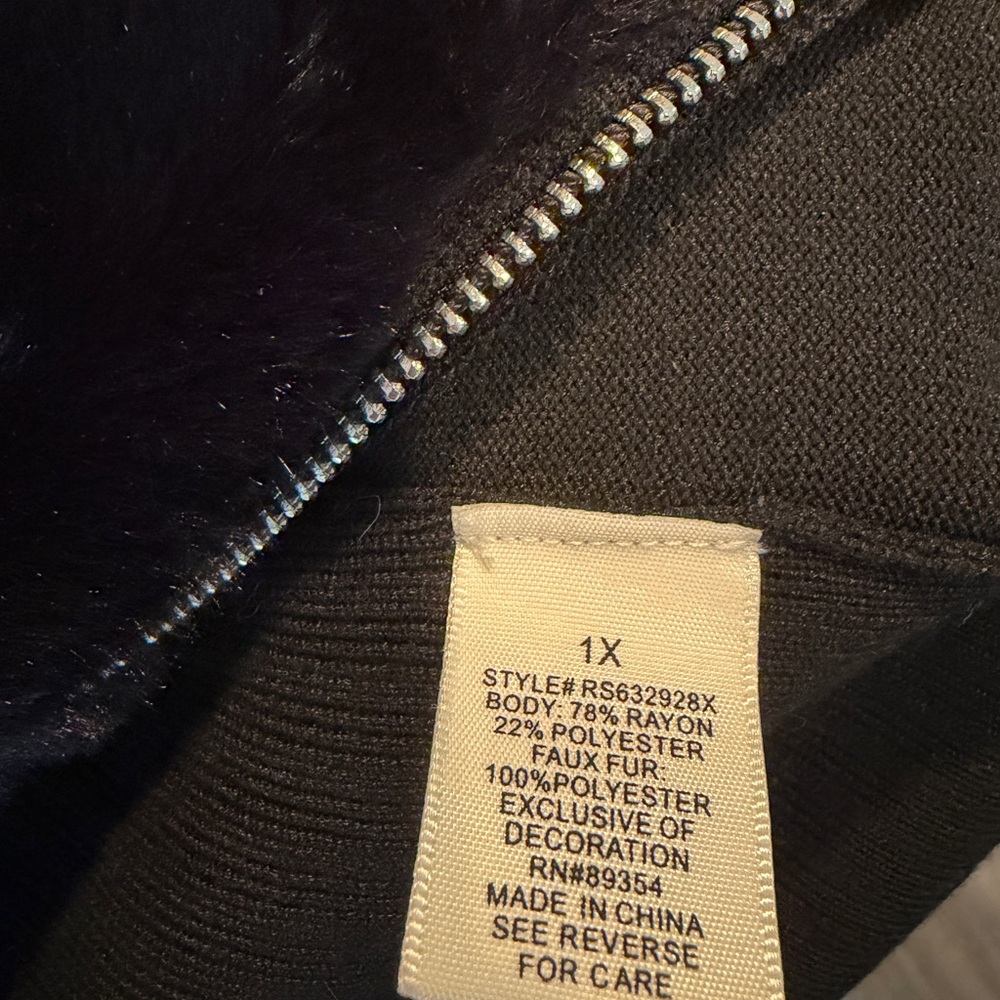 1X
STYLE# RS632928X
BODY: 78% RAYON
22% POLYESTER
FAUX FUR:
100%POLYESTER
EXCLUSIVE OF
DECORATION
RN#89354
MADE IN CHINA
SEE REVERSE
FOR CARE